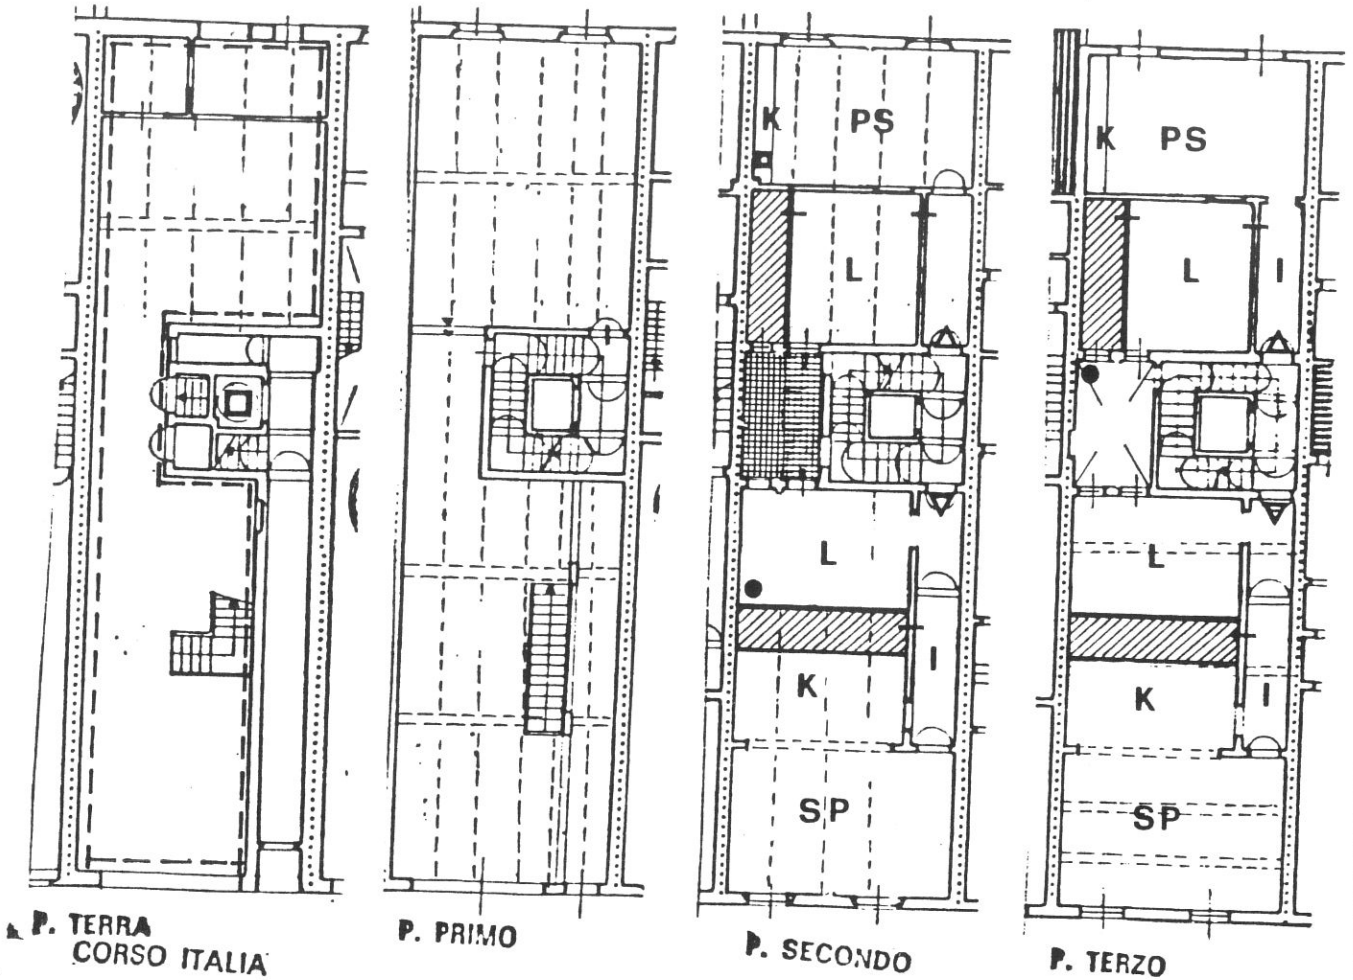 K
PS
L
L
K
I
SP
K
PS
L
I
L
K
I
SP
P. TERRA
CORSO ITALIA
P. PRIMO
P. SECONDO
P. TERZO